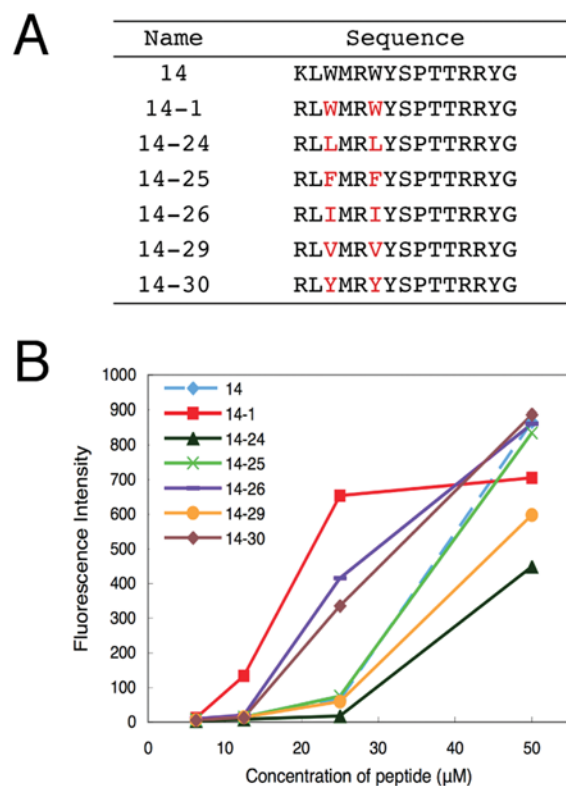 A
Name Sequence
14 KLWMRWYSPTTRRYG
14-1 RLWMRWYSPTTRRYG
14-24 RLLMRLYSPTTRRYG
14-25 RLFMRFYSPTTRRYG
14-26 RLIMRIYSPTTRRYG
14-29 RLVMRVYSPTTRRYG
14-30 RLYMRYYSPTTRRYG
B
Fluorescence Intensity
1000
900
800
700
600
500
400
300
200
100
0
14
14-1
14-24
14-25
14-26
14-29
14-30
0 10 20 30 40 50
Concentration of peptide (μM)